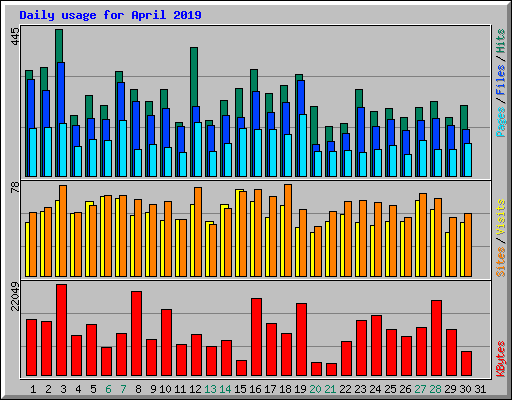 Daily usage for April 2019
445
Pages / Files / Hits
78
Sites / Visits
22049
KBytes
1 2 3 4 5 6 7 8 9 10 11 12 13 14 15 16 17 18 19 20 21 22 23 24 25 26 27 28 29 30 31